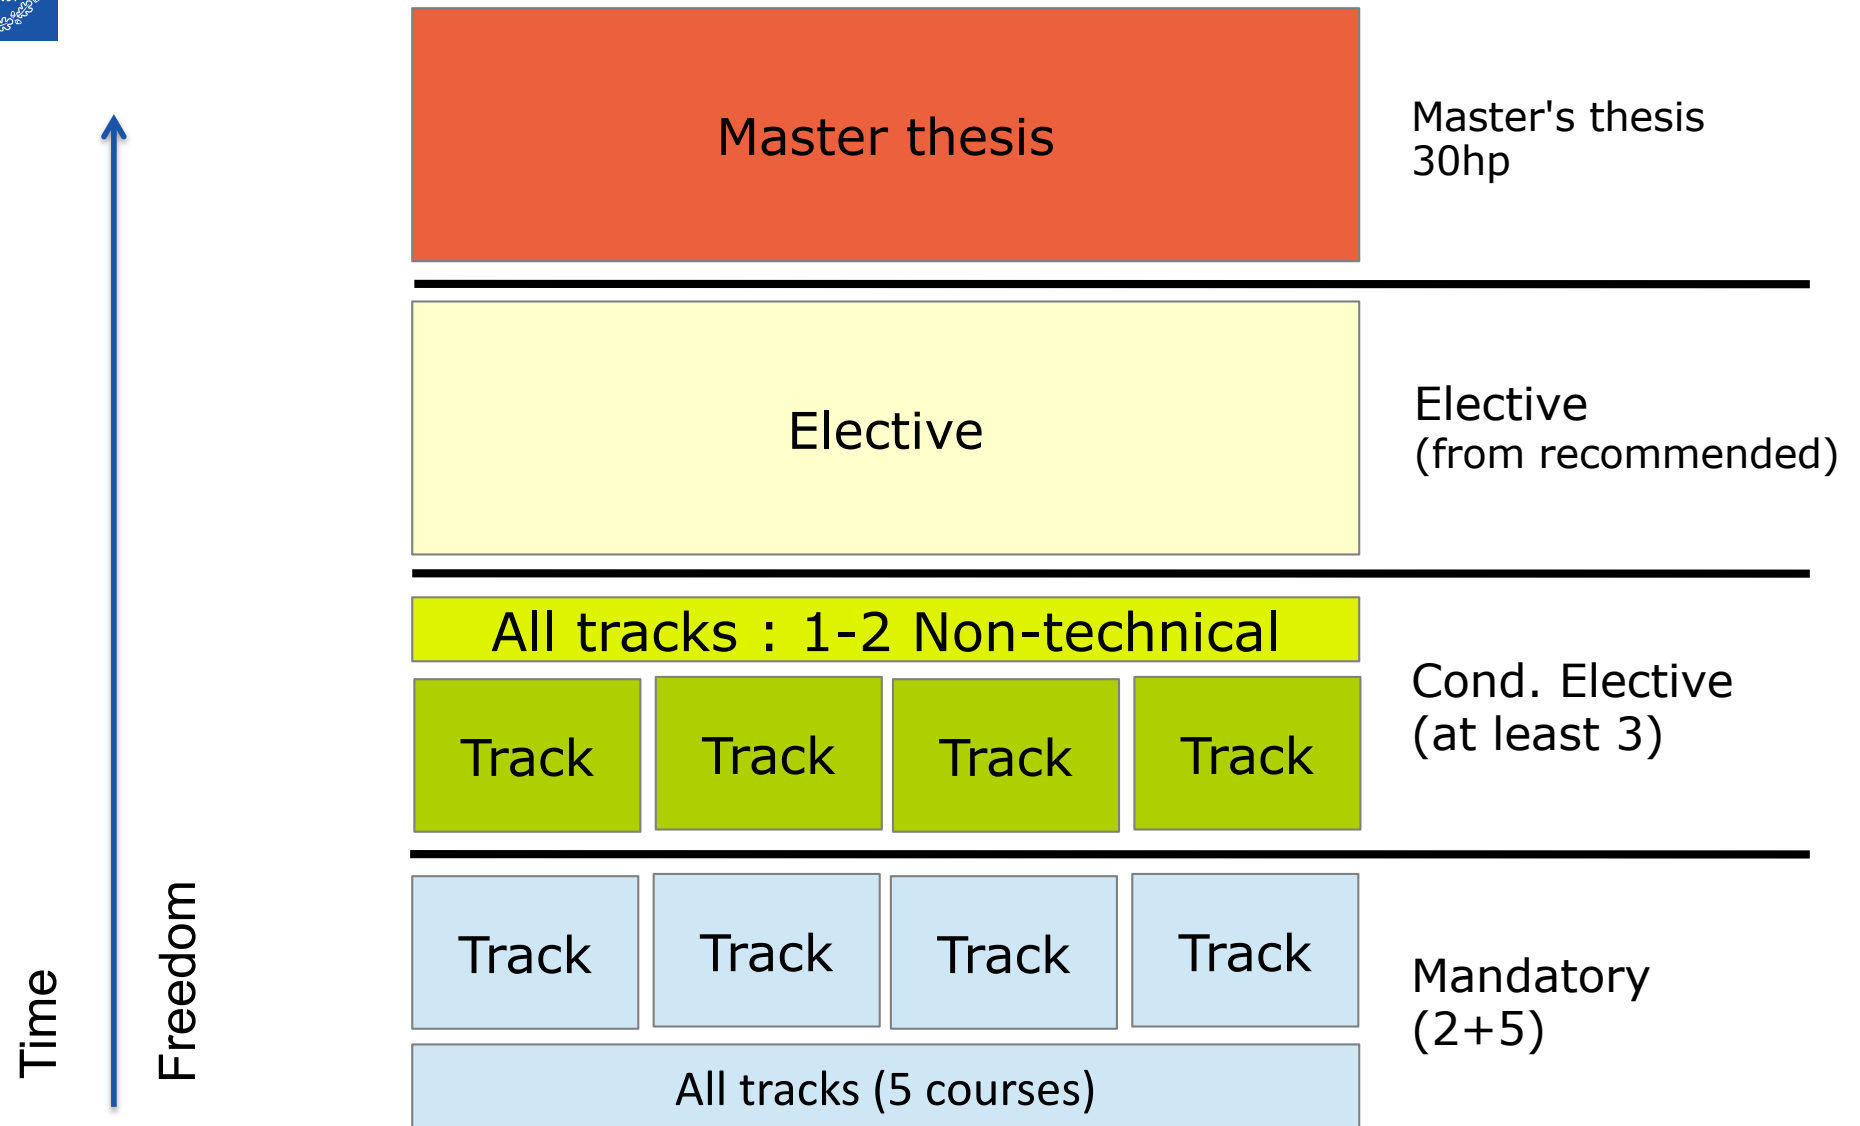 Master thesis
Master's thesis
30hp
Elective
Elective
(from recommended)
All tracks : 1-2 Non-technical
Track
Track
Track
Track
Cond. Elective
(at least 3)
Track
Track
Track
Track
Mandatory
(2+5)
All tracks (5 courses)
Time
Freedom